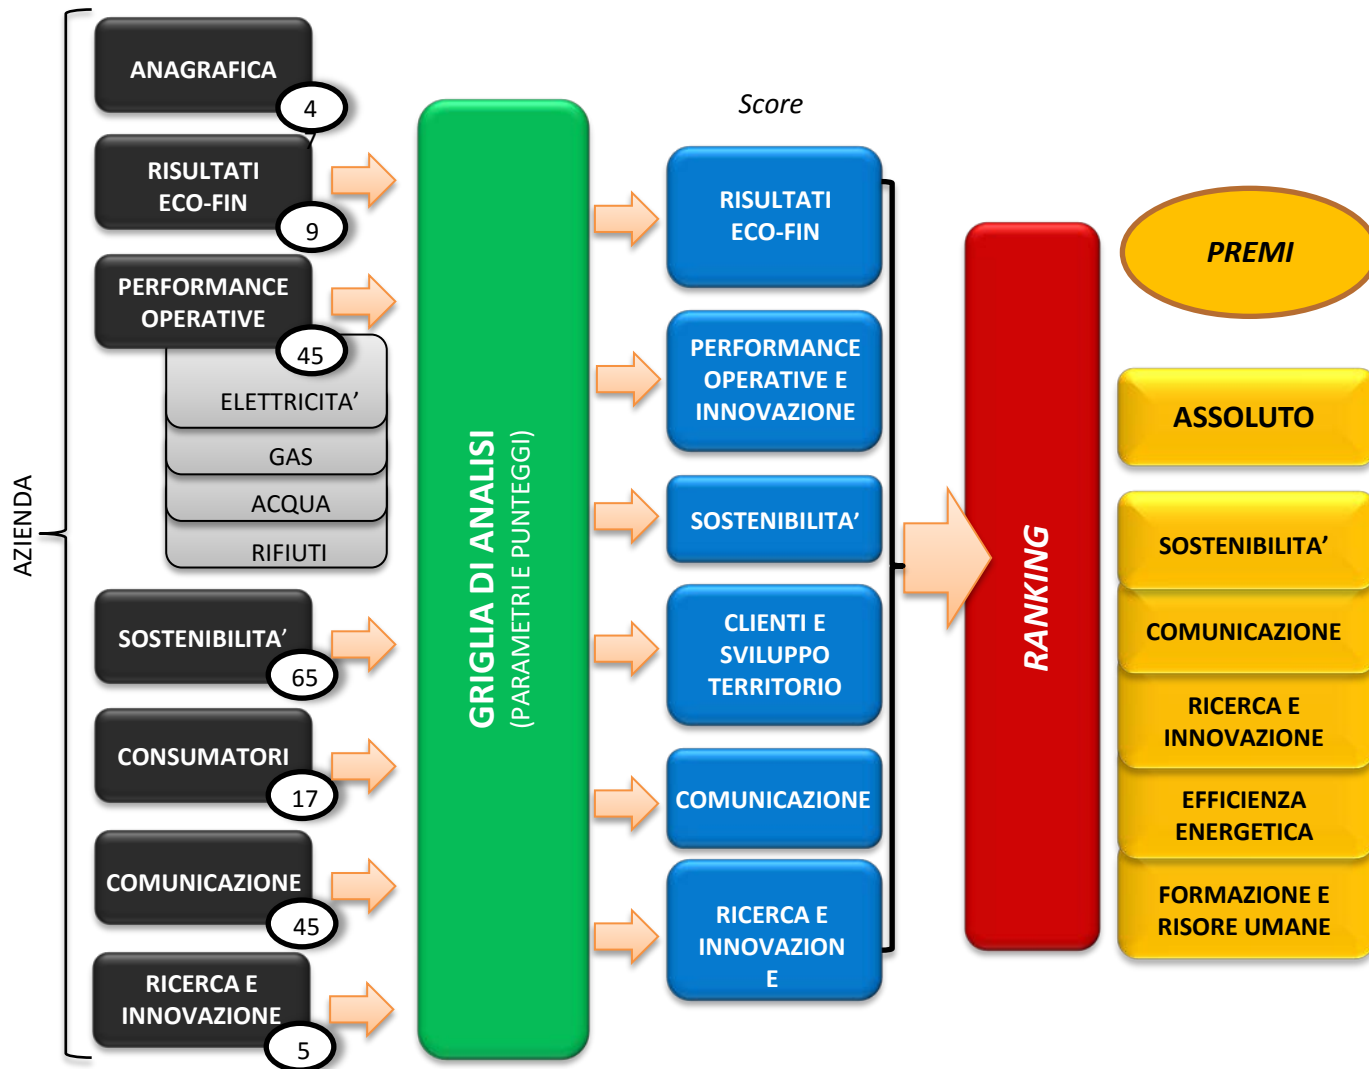 AZIENDA
ANAGRAFICA
4
RISULTATI
ECO-FIN
9
PERFORMANCE
OPERATIVE
45
ELETTRICITA’
GAS
ACQUA
RIFIUTI
SOSTENIBILITA’
65
CONSUMATORI
17
COMUNICAZIONE
45
RICERCA E
INNOVAZIONE
5
GRIGLIA DI ANALISI
(PARAMETRI E PUNTEGGI)
Score
RISULTATI
ECO-FIN
PERFORMANCE
OPERATIVE E
INNOVAZIONE
SOSTENIBILITA’
CLIENTI E
SVILUPPO
TERRITORIO
COMUNICAZIONE
RICERCA E
INNOVAZION
E
RANKING
PREMI
ASSOLUTO
SOSTENIBILITA’
COMUNICAZIONE
RICERCA E
INNOVAZIONE
EFFICIENZA
ENERGETICA
FORMAZIONE E
RISORE UMANE